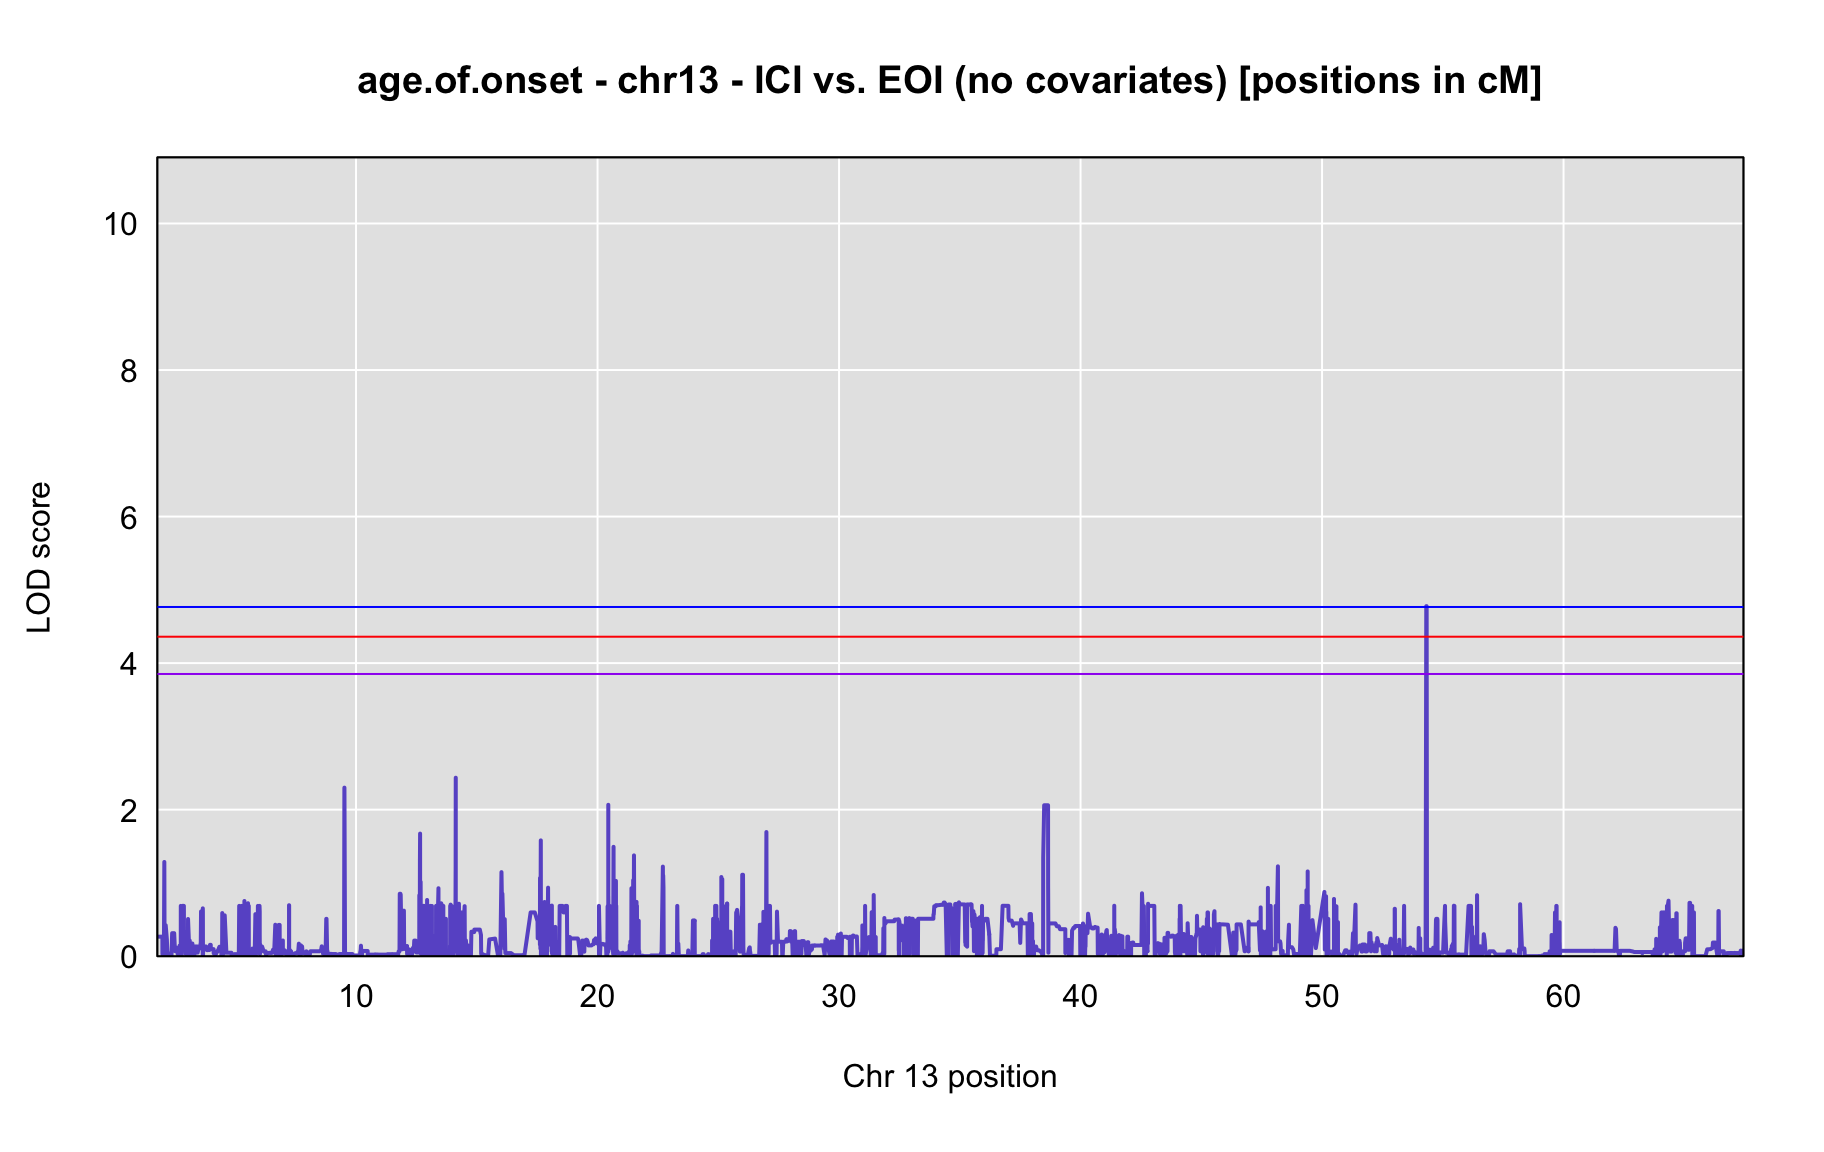 age.of.onset - chr13 - ICI vs. EOI (no covariates) [positions in cM]
10
8
6
4
2
0
LOD score
10 20 30 40 50 60
Chr 13 position